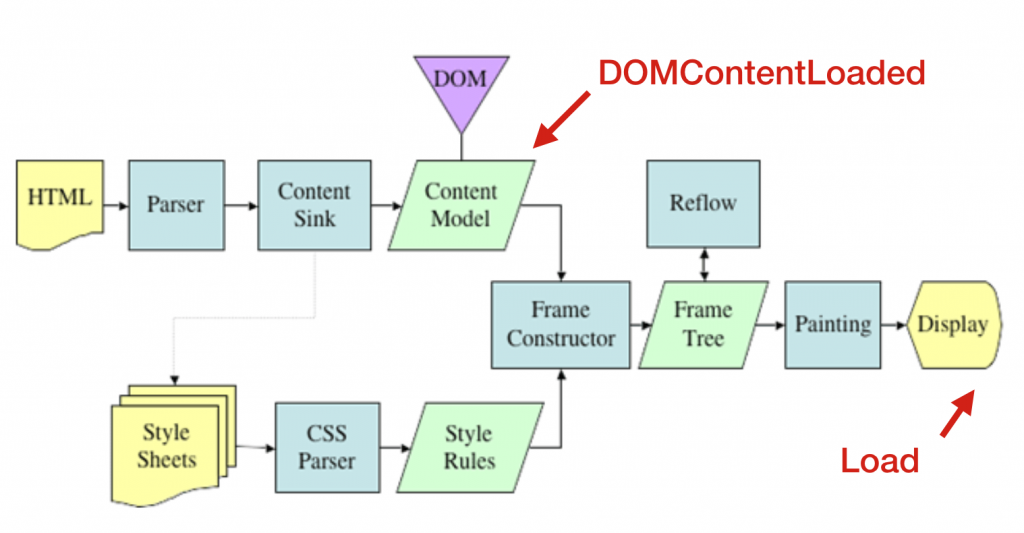 DOM
DOMContentLoaded
HTML
Parser
Content
Sink
Content
Model
Reflow
Frame
Constructor
Frame
Tree
Painting
Display
Style
Sheets
CSS
Parser
Style
Rules
Load